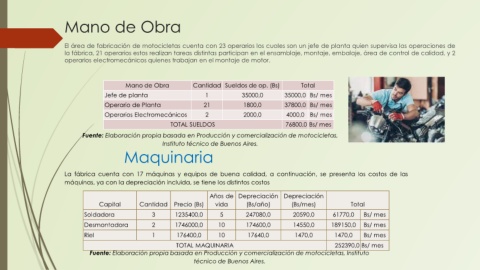 Mano de Obra
El área de fabricación de motocicletas cuenta con 23 operarios los cuales son un jefe de planta quien supervisa las operaciones de
la fábrica, 21 operarios estos realizan tareas distintas participan en el ensamblaje, montaje, embalaje, área de control de calidad, y 2
operarios electromecánicos quienes trabajan en el montaje de motor.
Mano de Obra Cantidad Sueldos de op. (Bs) Total
Jefe de planta 1 35000,0 35000,0 Bs/ mes
Operario de Planta 21 1800,0 37800,0 Bs/ mes
Operarios Electromecánicos 2 2000,0 4000,0 Bs/ mes
TOTAL SUELDOS 76800,0 Bs/ mes
Fuente: Elaboración propia basada en Producción y comercialización de motocicletas,
Instituto técnico de Buenos Aires.
Maquinaria
La fábrica cuenta con 17 máquinas y equipos de buena calidad, a continuación, se presenta los costos de las
máquinas, ya con la depreciación incluida, se tiene los distintos costos
Capital Cantidad Precio (Bs) Años de vida Depreciación (Bs/año) Depreciación (Bs/mes) Total
Soldadora 3 1235400,0 5 247080,0 20590,0 61770,0 Bs/ mes
Desmontadora 2 1746000,0 10 174600,0 14550,0 189150,0 Bs/ mes
Riel 1 176400,0 10 17640,0 1470,0 1470,0 Bs/ mes
TOTAL MAQUINARIA 252390,0 Bs/ mes
Fuente: Elaboración propia basada en Producción y comercialización de motocicletas, Instituto
técnico de Buenos Aires.